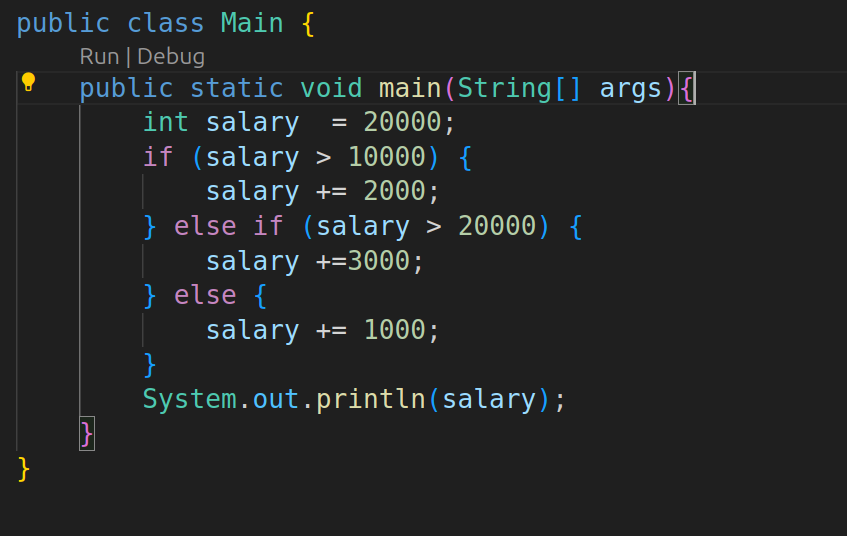 public class Main {
Run | Debug
public static void main(String[] args){
int salary  = 20000;
if (salary > 10000) {
salary += 2000;
} else if (salary > 20000) {
salary +=3000;
} else {
salary += 1000;
}
System.out.println(salary);
}
}